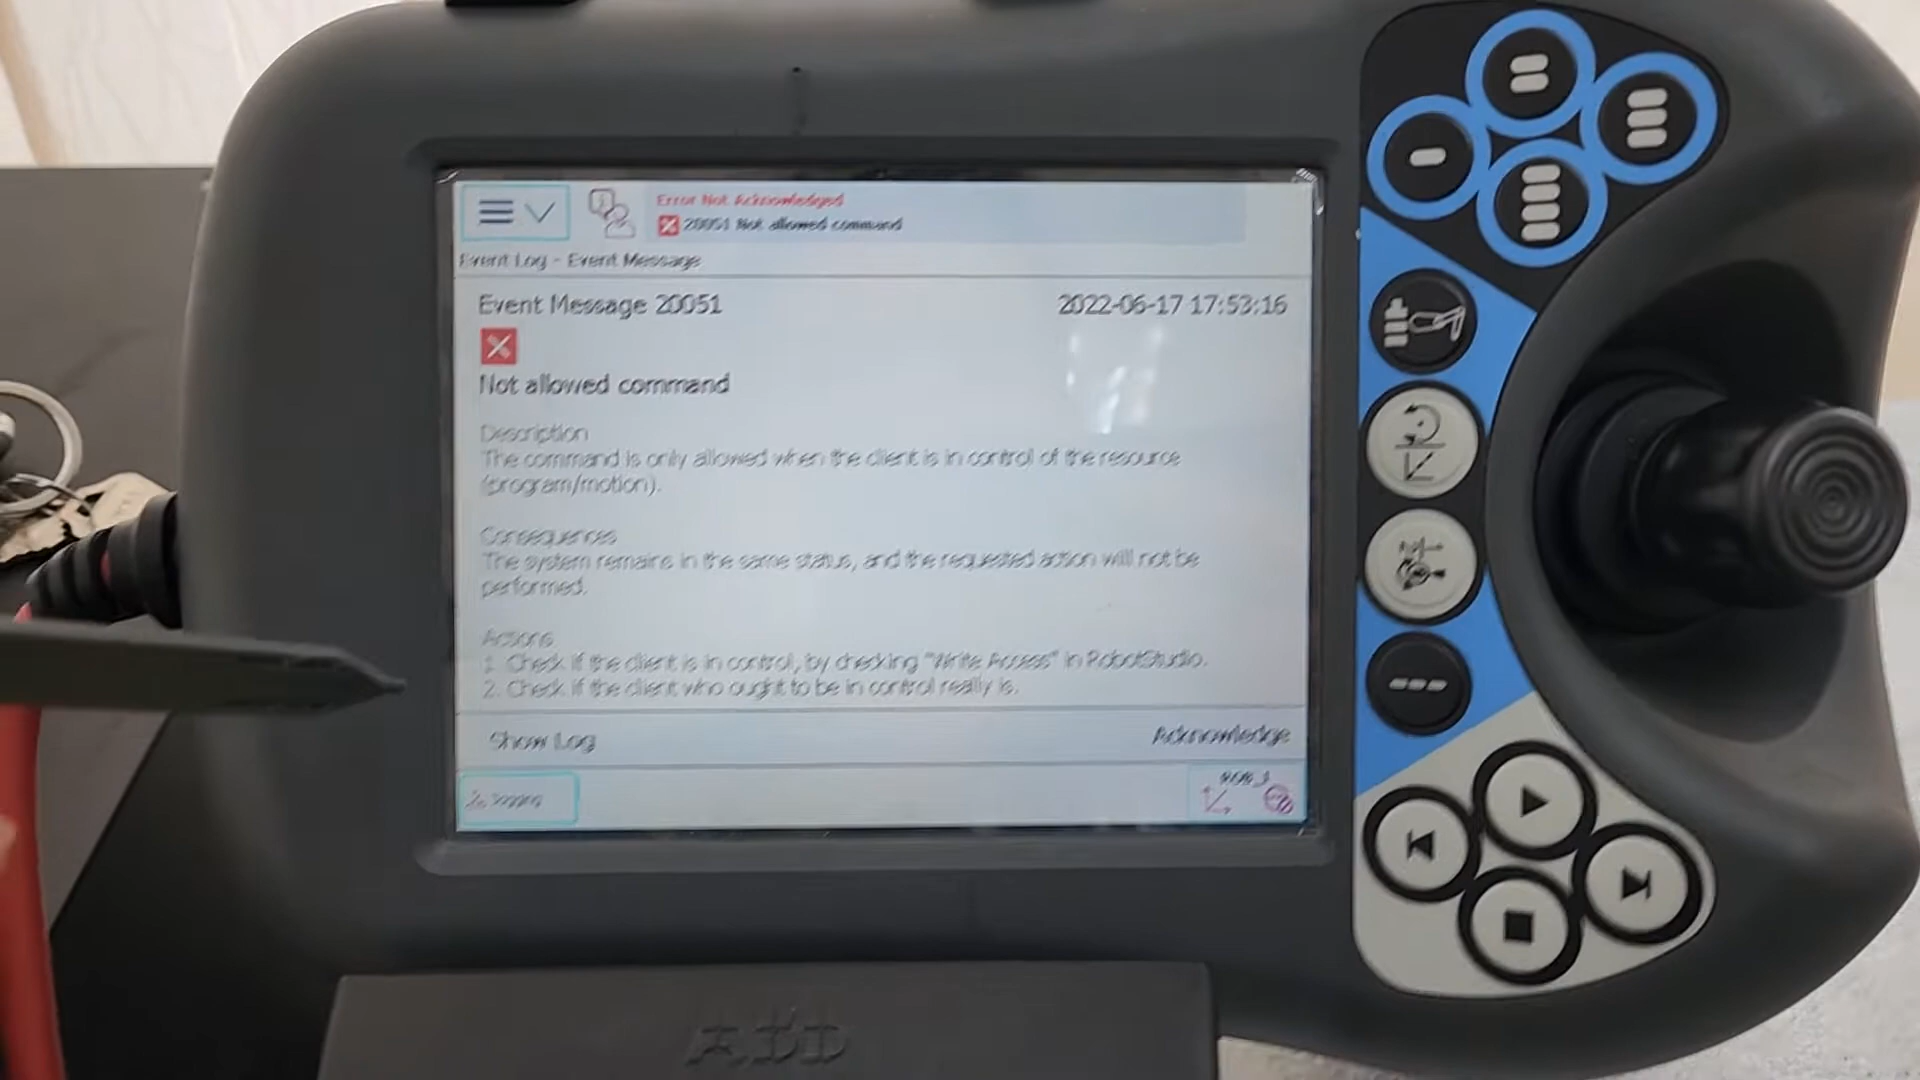 Error Not Acknowledged
20051 Not allowed command
Event Log - Event Message
Event Message 20051
2022-06-17 17:53:16
Not allowed command
Description
The command is only allowed when the client is in control of the resource
(program/motion).
Consequences
The system remains in the same status, and the requested action will not be
performed.
Actions
1. Check if the client is in control, by checking "Write Access" in RobotStudio.
2. Check if the client who ought to be in control really is.
Show Log
Acknowledge
ROB_1
ABB